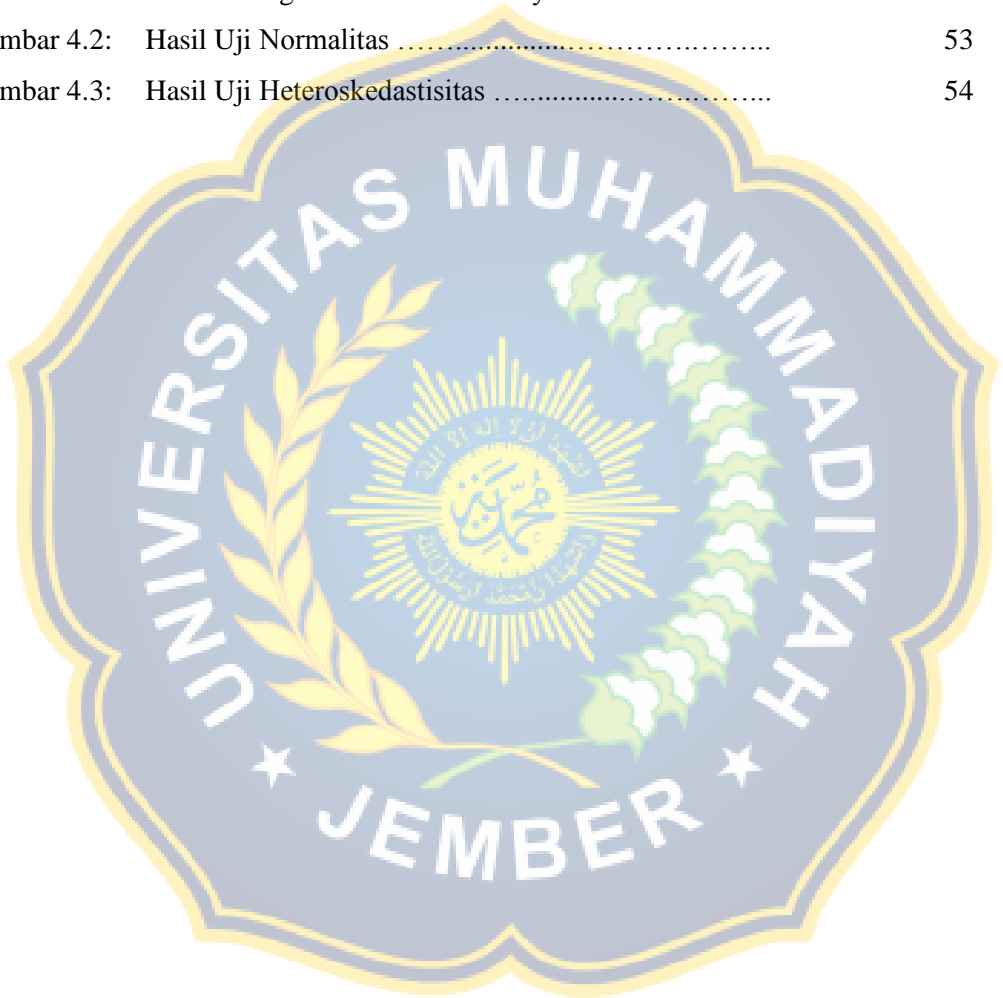 mbar 4.2: Hasil Uji Normalitas ………................…………….………... 53
mbar 4.3: Hasil Uji Heteroskedastisitas …..............……..………... 54
UNIVERSITAS MUHAMMADIYAH
JEMBER